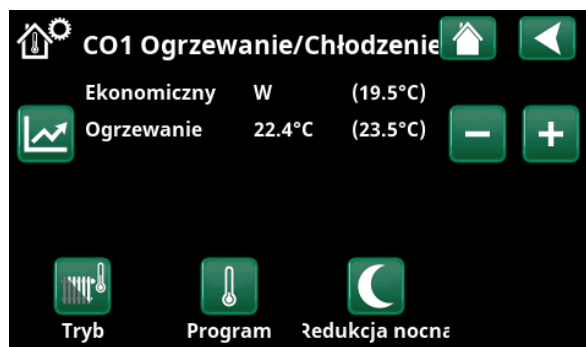 CO1 Ogrzewanie/Chłodzenie
Ekonomiczny W (19.5°C)
Ogrzewanie 22.4°C (23.5°C)
Tryb Program Redukcja nocna